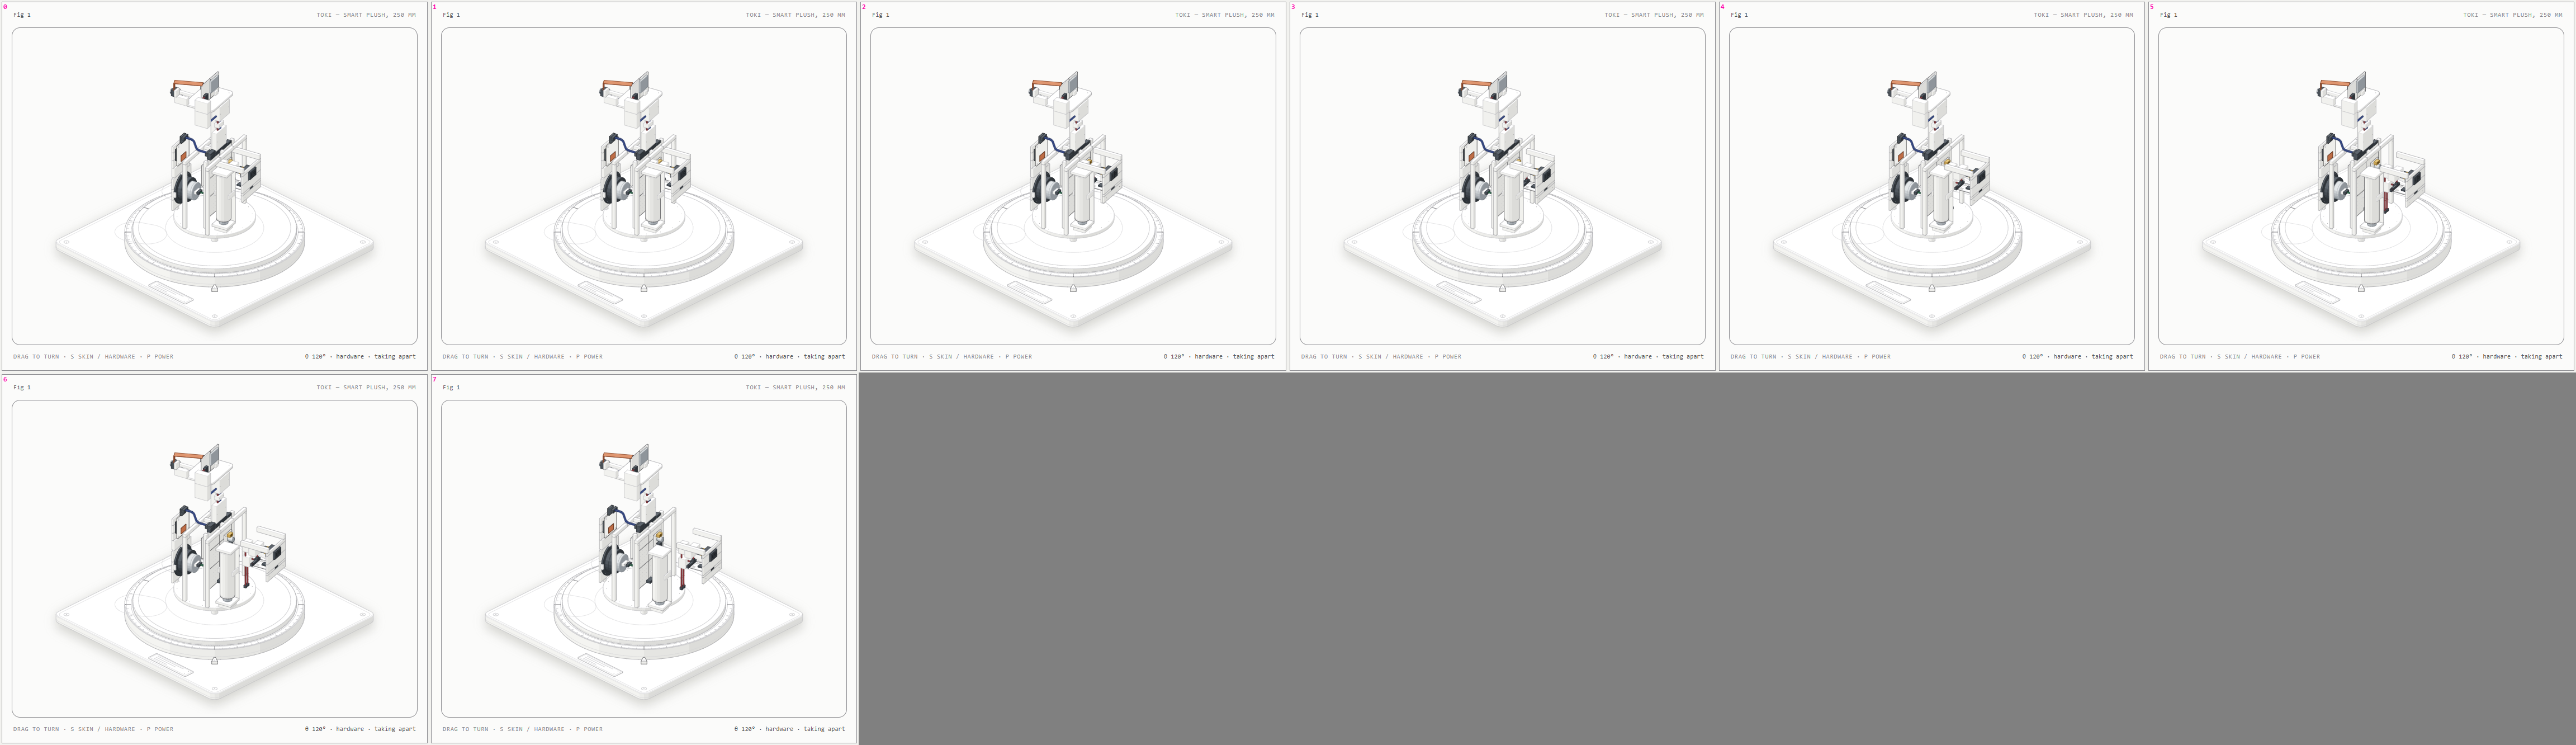 0
Fig 1 TOKI — SMART PLUSH, 250 MM
DRAG TO TURN · S SKIN / HARDWARE · P POWER θ 120° · hardware · taking apart
1
Fig 1 TOKI — SMART PLUSH, 250 MM
DRAG TO TURN · S SKIN / HARDWARE · P POWER θ 120° · hardware · taking apart
2
Fig 1 TOKI — SMART PLUSH, 250 MM
DRAG TO TURN · S SKIN / HARDWARE · P POWER θ 120° · hardware · taking apart
3
Fig 1 TOKI — SMART PLUSH, 250 MM
DRAG TO TURN · S SKIN / HARDWARE · P POWER θ 120° · hardware · taking apart
4
Fig 1 TOKI — SMART PLUSH, 250 MM
DRAG TO TURN · S SKIN / HARDWARE · P POWER θ 120° · hardware · taking apart
5
Fig 1 TOKI — SMART PLUSH, 250 MM
DRAG TO TURN · S SKIN / HARDWARE · P POWER θ 120° · hardware · taking apart
6
Fig 1 TOKI — SMART PLUSH, 250 MM
DRAG TO TURN · S SKIN / HARDWARE · P POWER θ 120° · hardware · taking apart
7
Fig 1 TOKI — SMART PLUSH, 250 MM
DRAG TO TURN · S SKIN / HARDWARE · P POWER θ 120° · hardware · taking apart